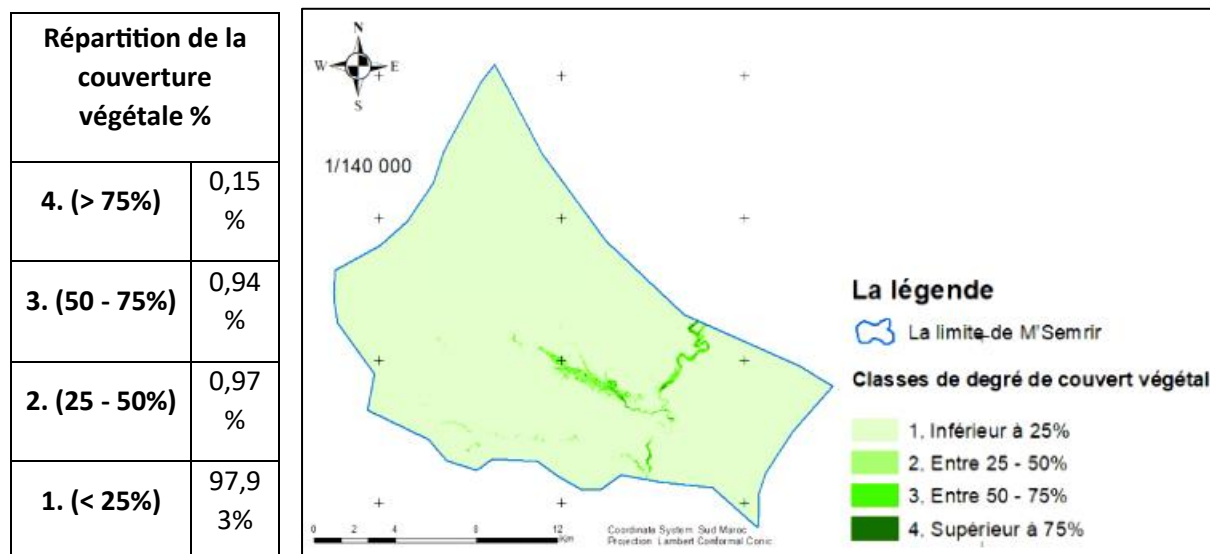 Répartition de la
couverture
végétale %
4. (> 75%)
0,15
%
3. (50 - 75%)
0,94
%
2. (25 - 50%)
0,97
%
1. (< 25%)
97,9
3%
N
W
E
S
1/140 000
La légende
La limite de M'Semrir
Classes de degré de couvert végétal
1. Inférieur à 25%
2. Entre 25 - 50%
3. Entre 50 - 75%
4. Supérieur à 75%
0 2 4 8 12
Km
Coordinate System: Sud Maroc
Projection: Lambert Conformal Conic